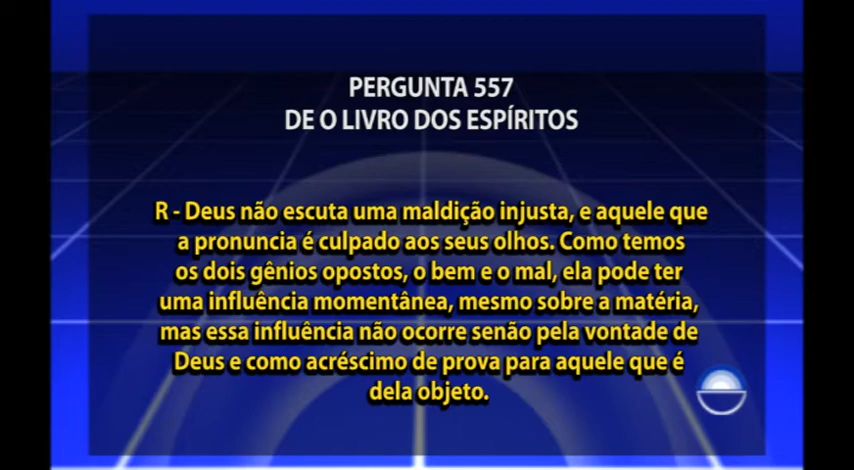 PERGUNTA 557
DE O LIVRO DOS ESPÍRITOS
R - Deus não escuta uma maldição injusta, e aquele que
a pronuncia é culpado aos seus olhos. Como temos
os dois gênios opostos, o bem e o mal, ela pode ter
uma influência momentânea, mesmo sobre a matéria,
mas essa influência não ocorre senão pela vontade de
Deus e como acréscimo de prova para aquele que é
dela objeto.